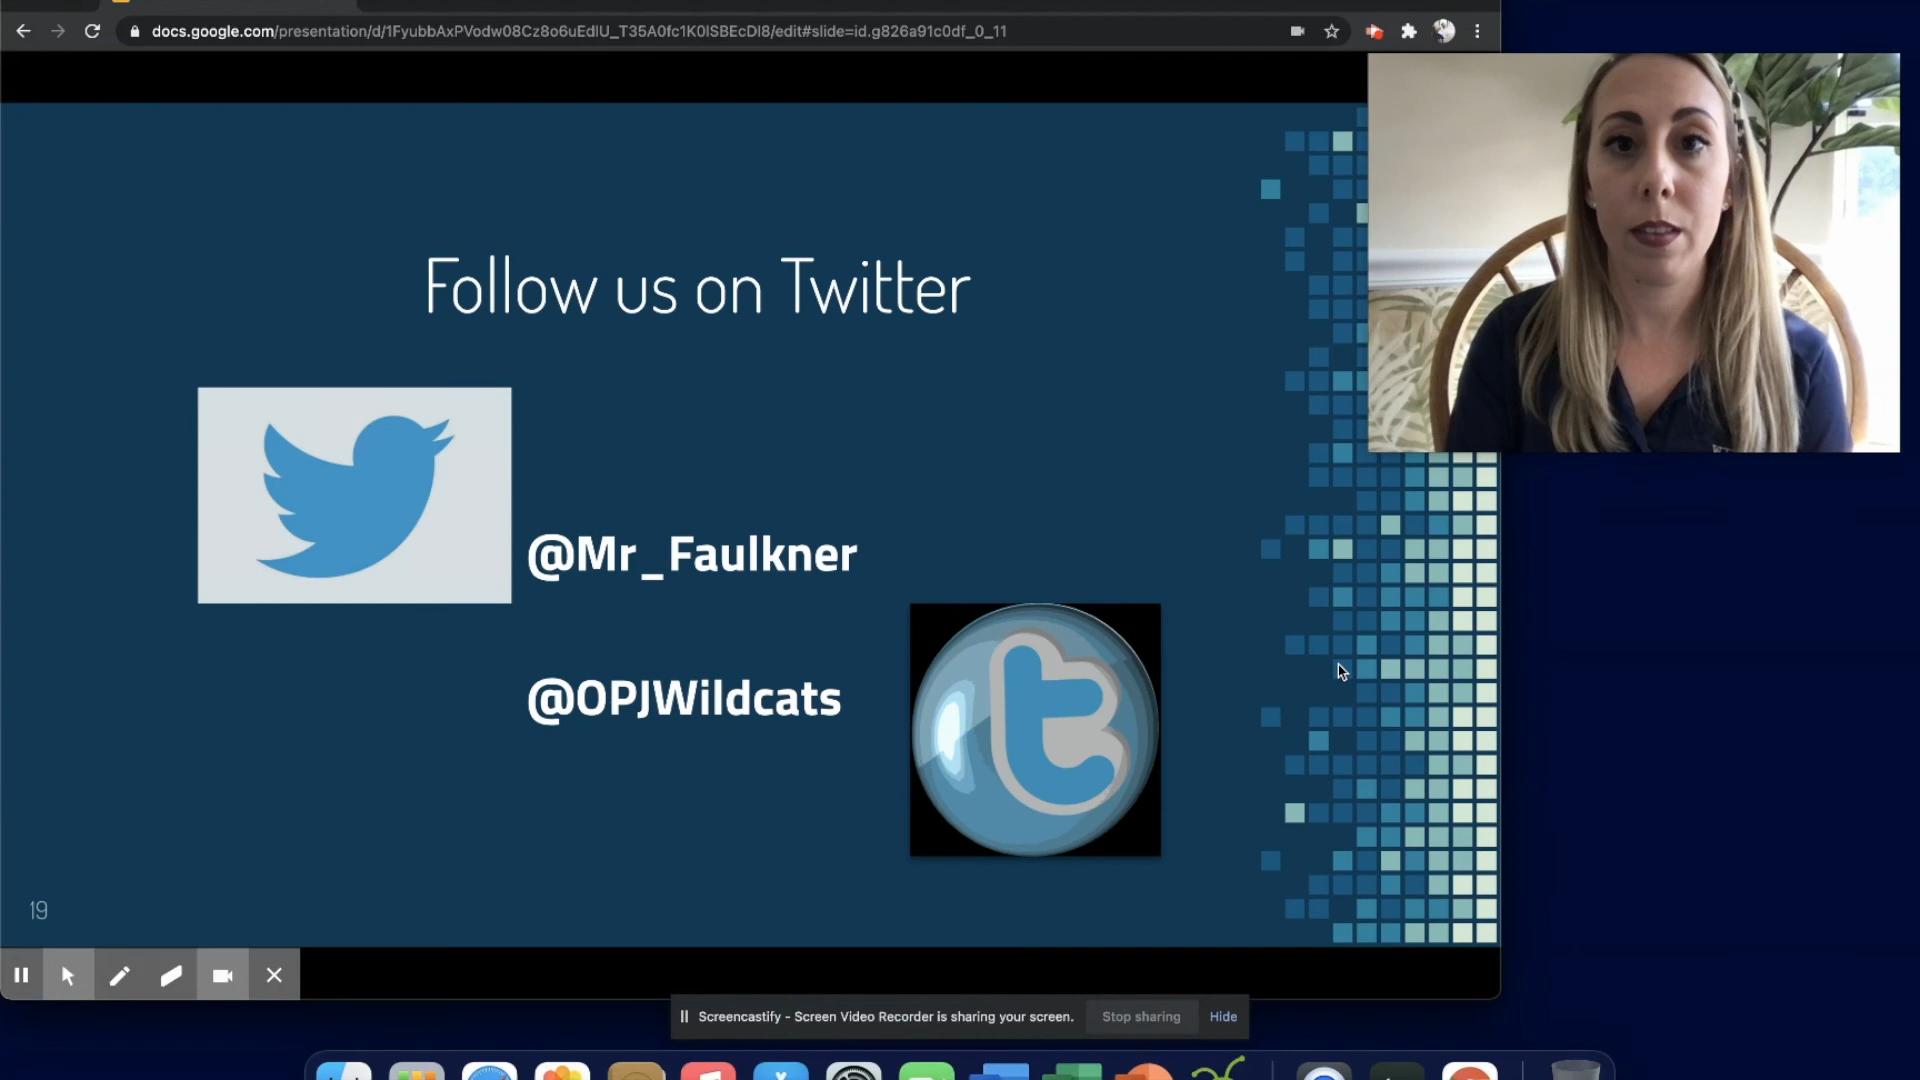 docs.google.com/presentation/d/1FyubbAxPVodw08Cz8o6uEdIU_T35A0fc1K0ISBEcDI8/edit#slide=id.g826a91c0df_0_11
Follow us on Twitter
@Mr_Faulkner
@OPJWildcats
19
Screencastify - Screen Video Recorder is sharing your screen.
Stop sharing
Hide